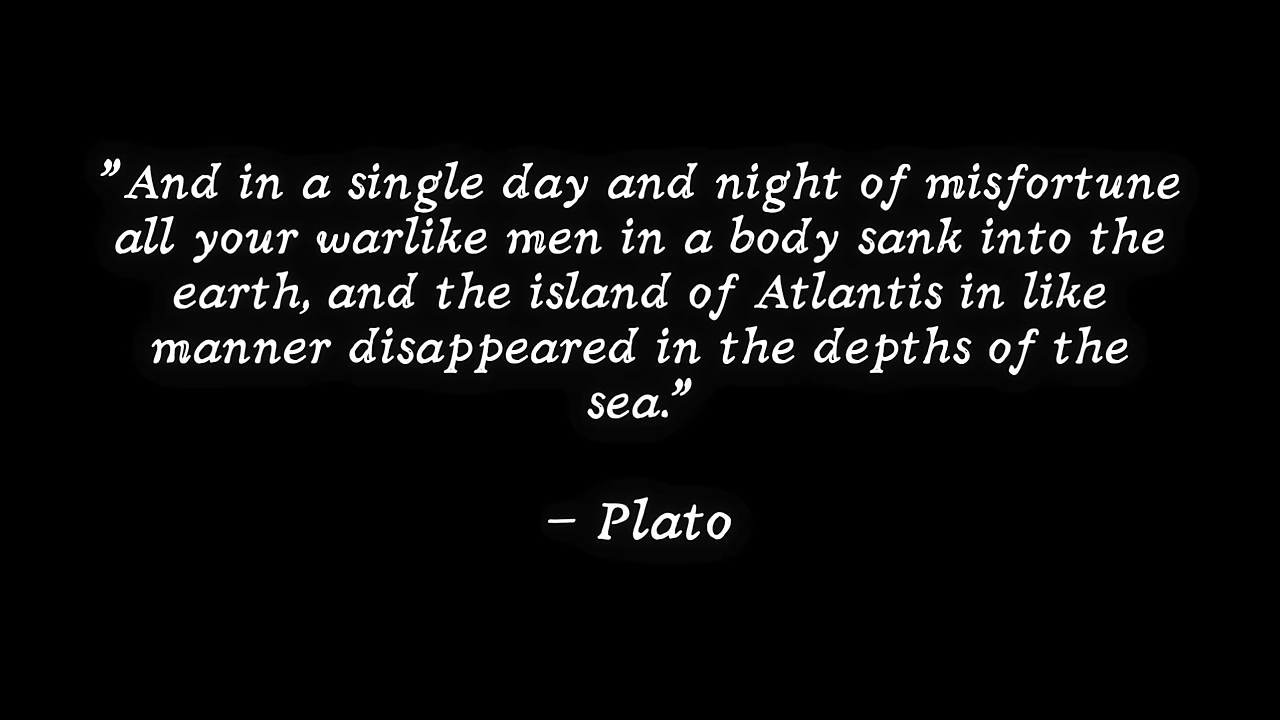 ”And in a single day and night of misfortune
all your warlike men in a body sank into the
earth, and the island of Atlantis in like
manner disappeared in the depths of the
sea.”
– Plato